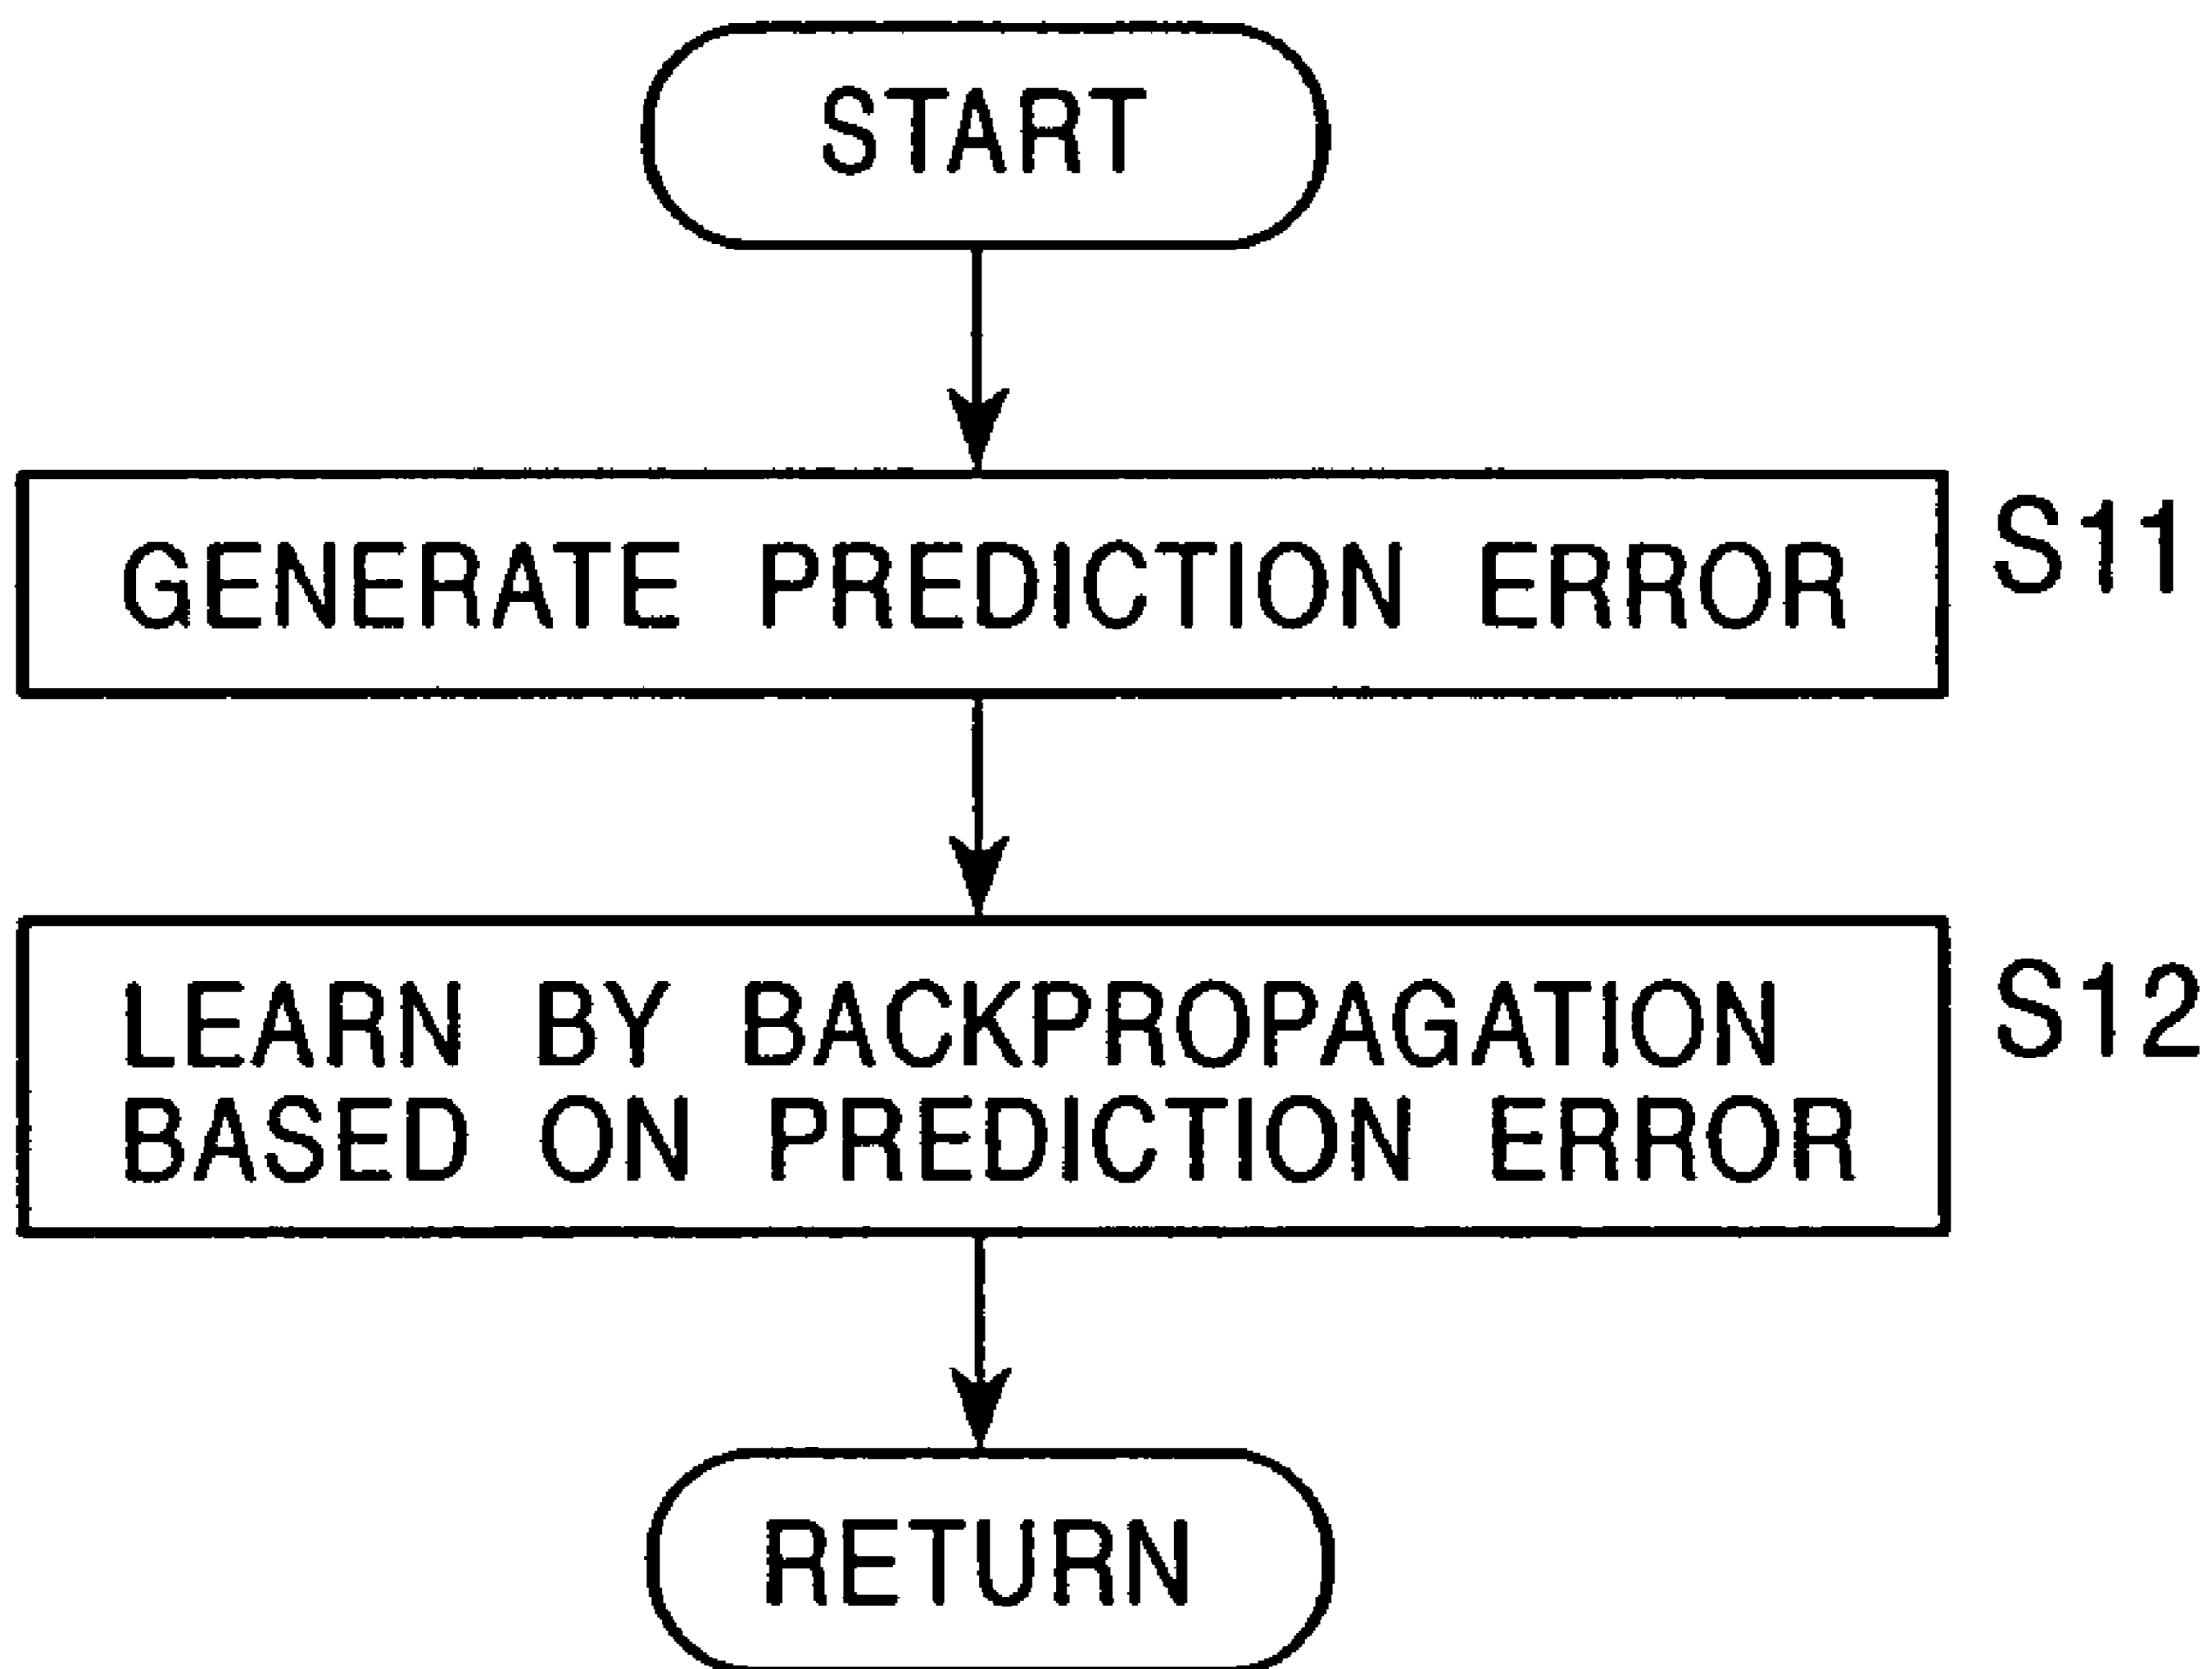 START
GENERATE PREDICTION ERROR
S11
LEARN BY BACKPROPAGATION
BASED ON PREDICTION ERROR
S12
RETURN